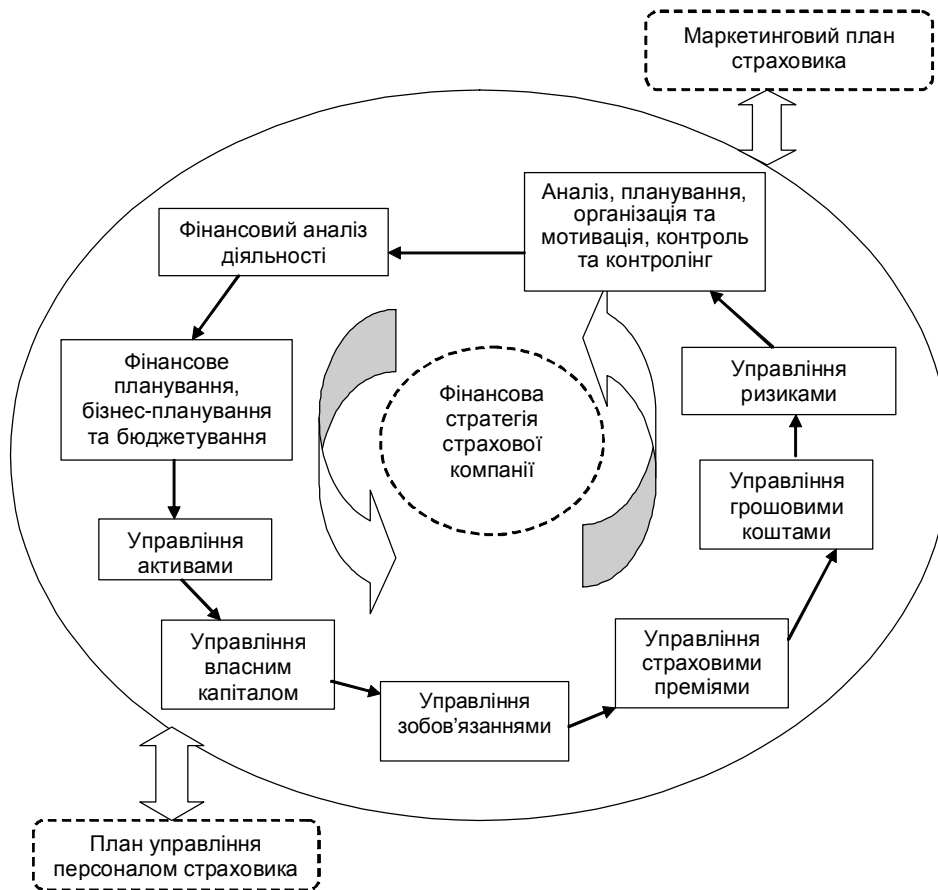 Маркетинговий план
страховика
Аналіз, планування,
організація та
мотивація, контроль
та контролінг
Фінансовий аналіз
діяльності
Фінансове
планування,
бізнес-планування
та бюджетування
Фінансова
стратегія
страхової
компанії
Управління
ризиками
Управління
грошовими
коштами
Управління
активами
Управління
власним
капіталом
Управління
зобов’язаннями
Управління
страховими
преміями
План управління
персоналом страховика